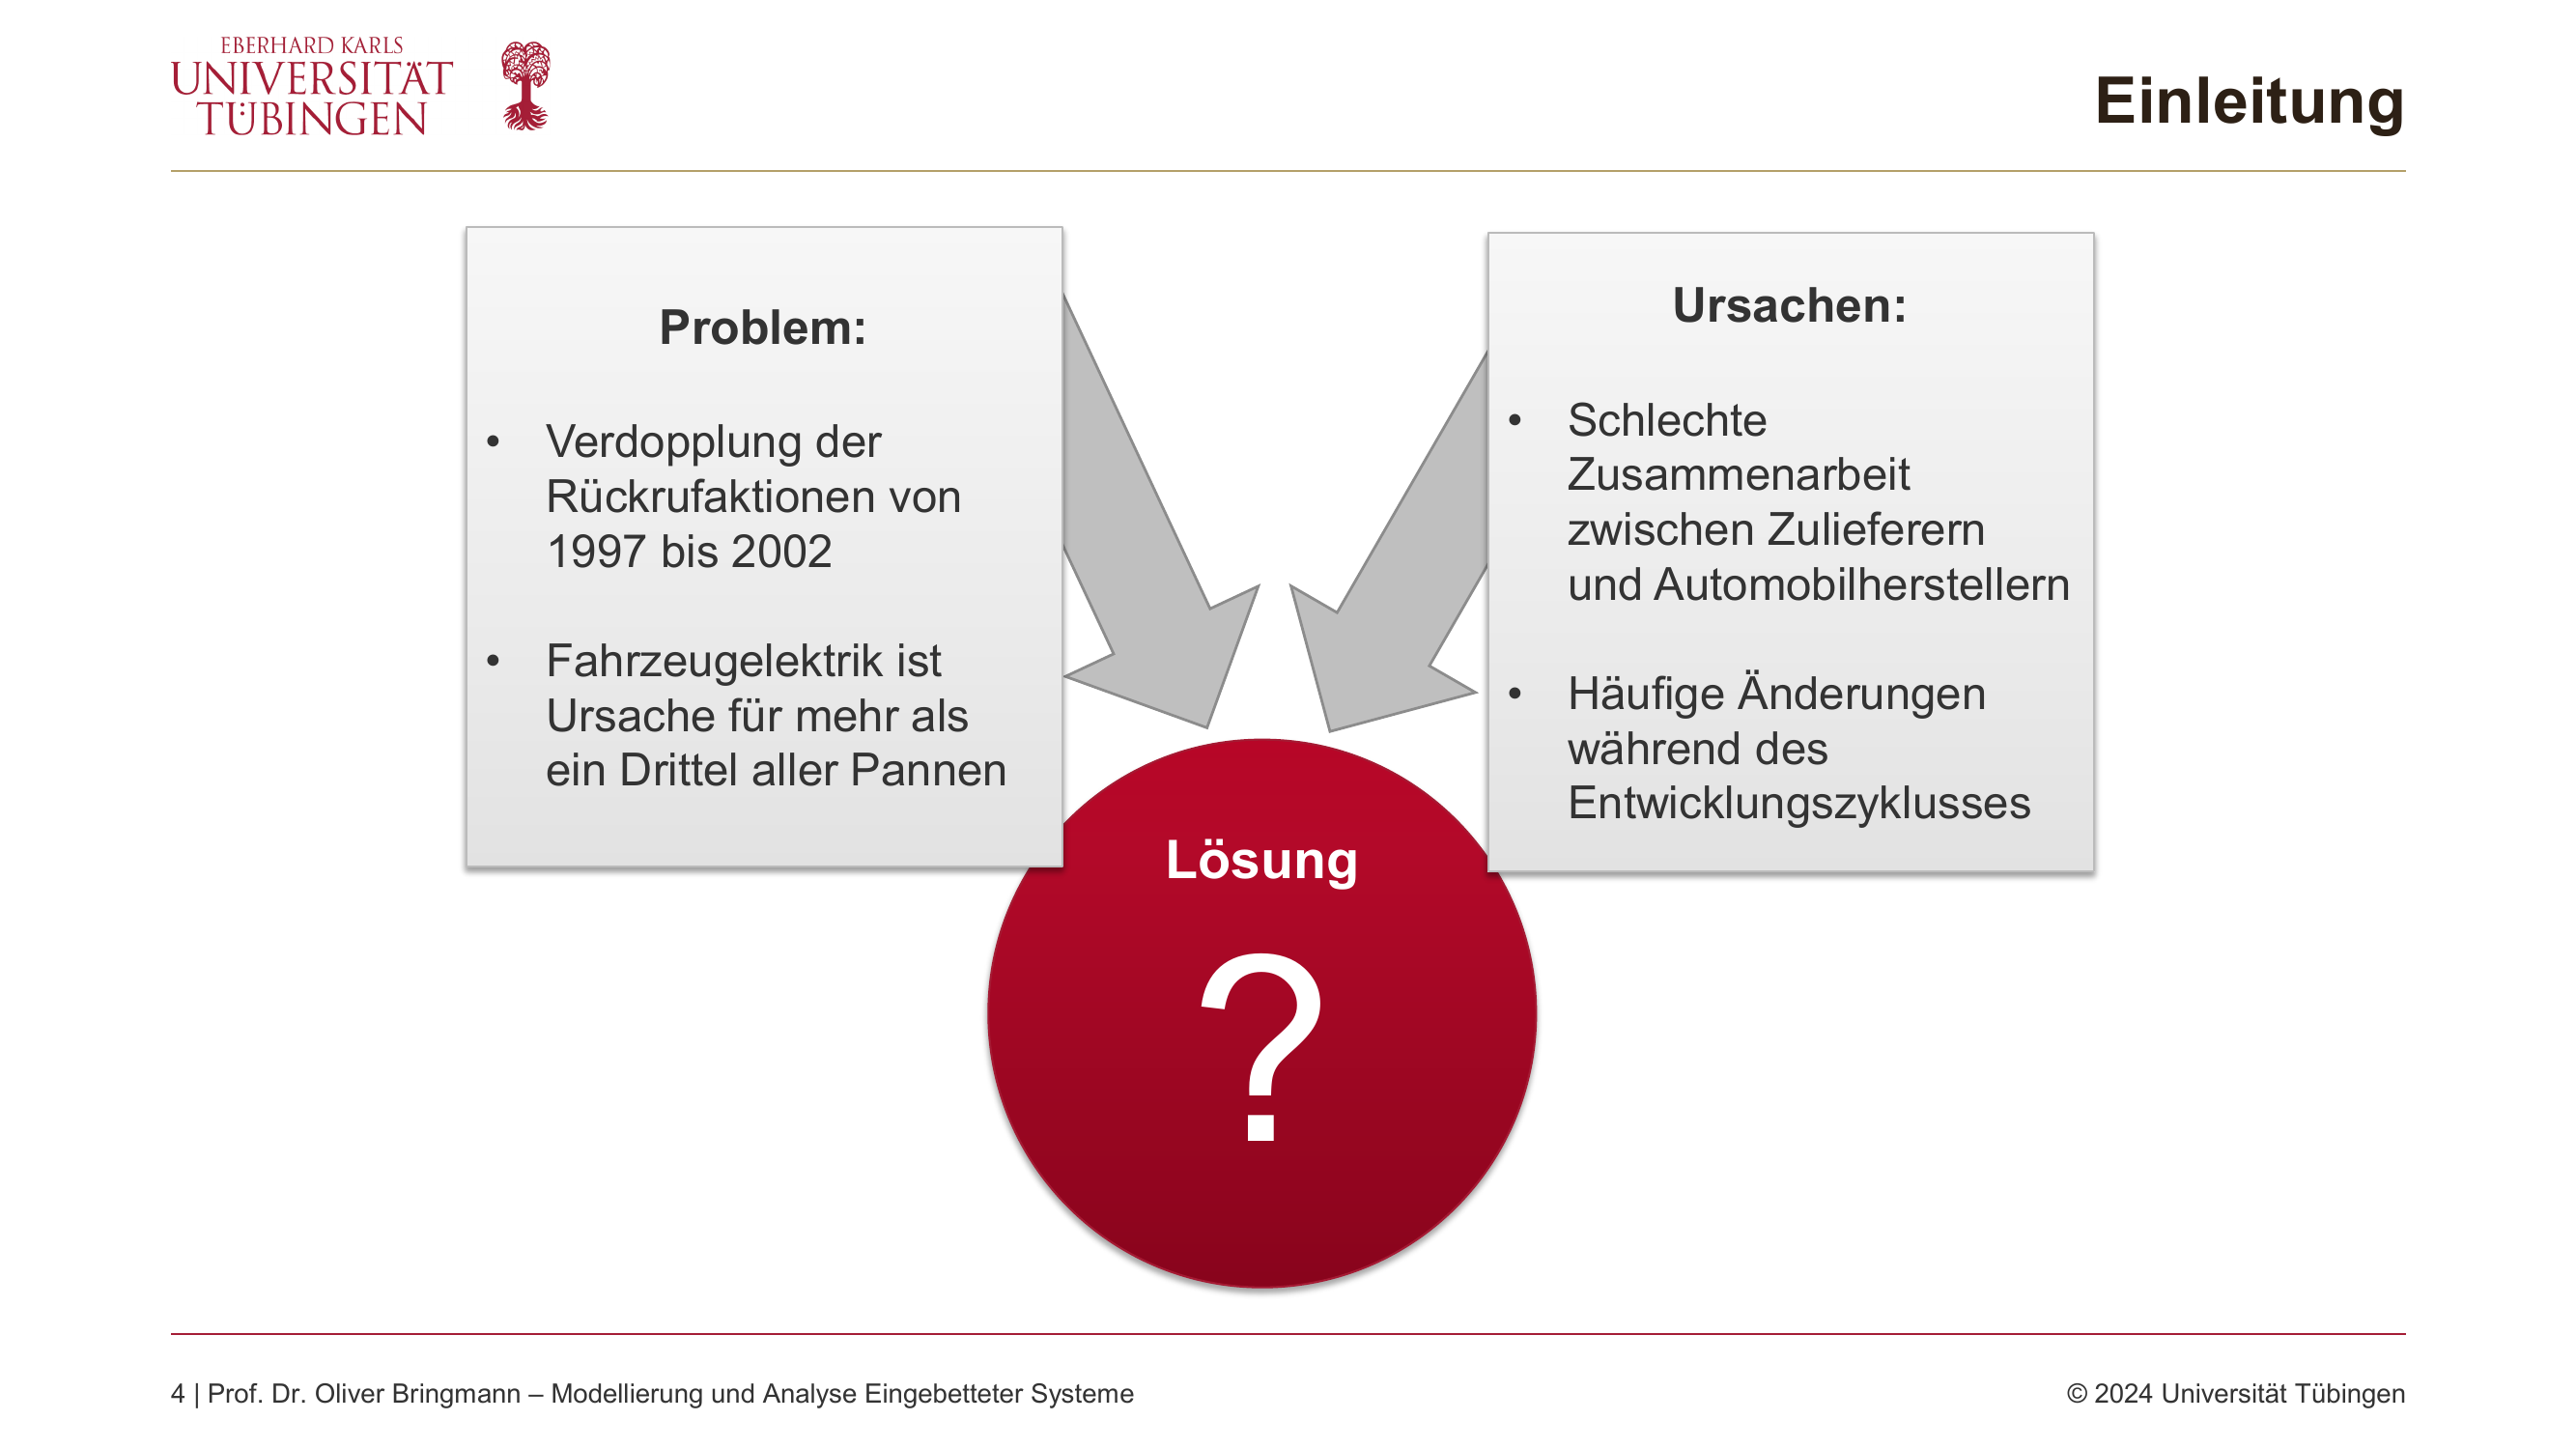 EBERHARD KARLS
UNIVERSITÄT
TÜBINGEN
Einleitung
Problem:
• Verdopplung der
Rückrufaktionen von
1997 bis 2002
• Fahrzeugelektrik ist
Ursache für mehr als
ein Drittel aller Pannen
Ursachen:
• Schlechte
Zusammenarbeit
zwischen Zulieferern
und Automobilherstellern
• Häufige Änderungen
während des
Entwicklungszyklusses
Lösung
?
4 | Prof. Dr. Oliver Bringmann – Modellierung und Analyse Eingebetteter Systeme
© 2024 Universität Tübingen